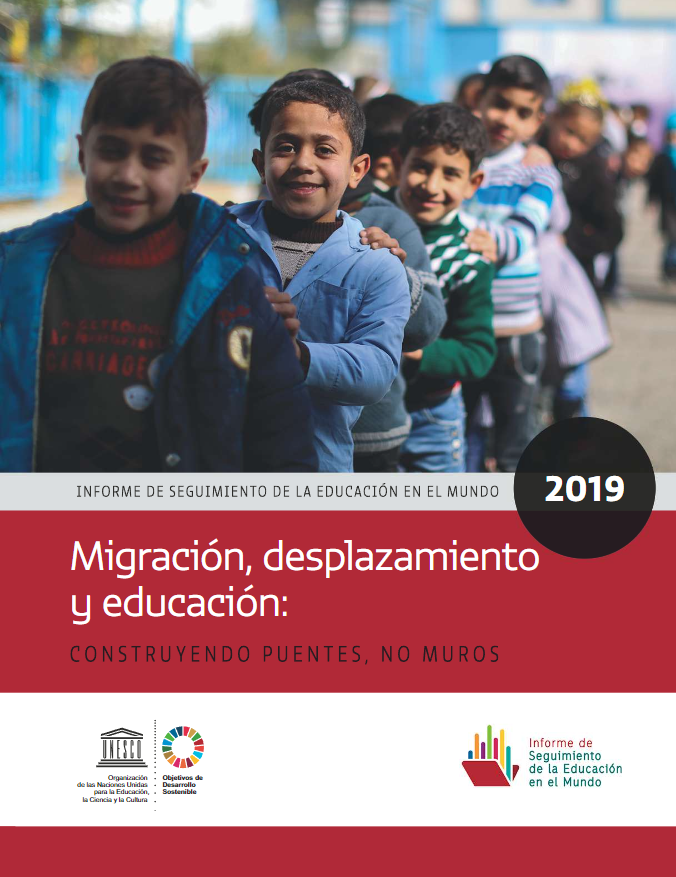 INFORME DE SEGUIMIENTO DE LA EDUCACIÓN EN EL MUNDO
2019
Migración, desplazamiento
y educación:
CONSTRUYENDO PUENTES, NO MUROS
UNESCO
Organización
de las Naciones Unidas
para la Educación,
la Ciencia y la Cultura
Objetivos de
Desarrollo
Sostenible
Informe de
Seguimiento
de la Educación
en el Mundo